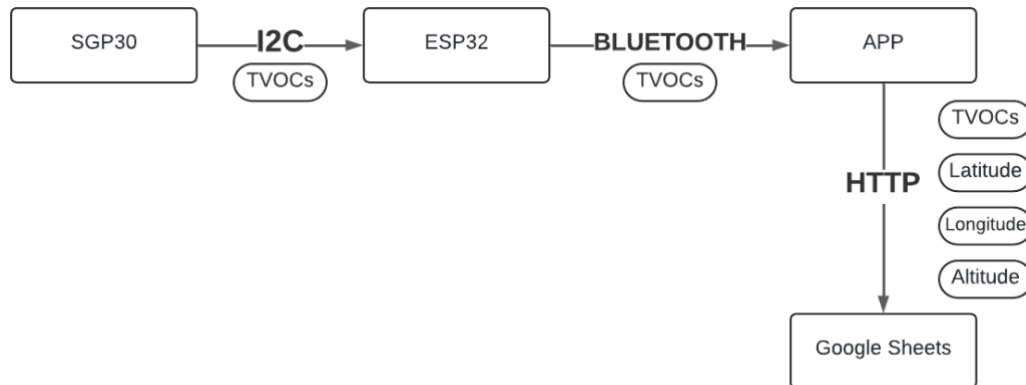 SGP30
I2C
TVOCs
ESP32
BLUETOOTH
TVOCs
APP
HTTP
TVOCs
Latitude
Longitude
Altitude
Google Sheets